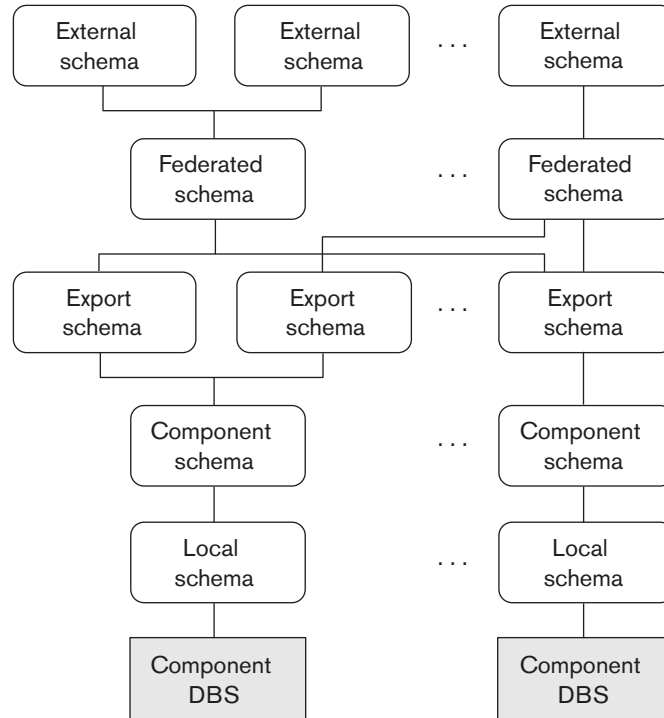 External
schema
External
schema
. . .
External
schema
Federated
schema
. . .
Federated
schema
Export
schema
Export
schema
. . .
Export
schema
Component
schema
. . .
Component
schema
Local
schema
. . .
Local
schema
Component
DBS
Component
DBS